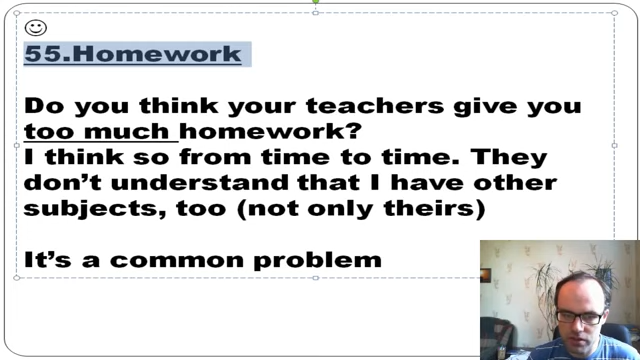 55.Homework
Do you think your teachers give you
too much homework?
I think so from time to time. They
don't understand that I have other
subjects, too (not only theirs)
It's a common problem